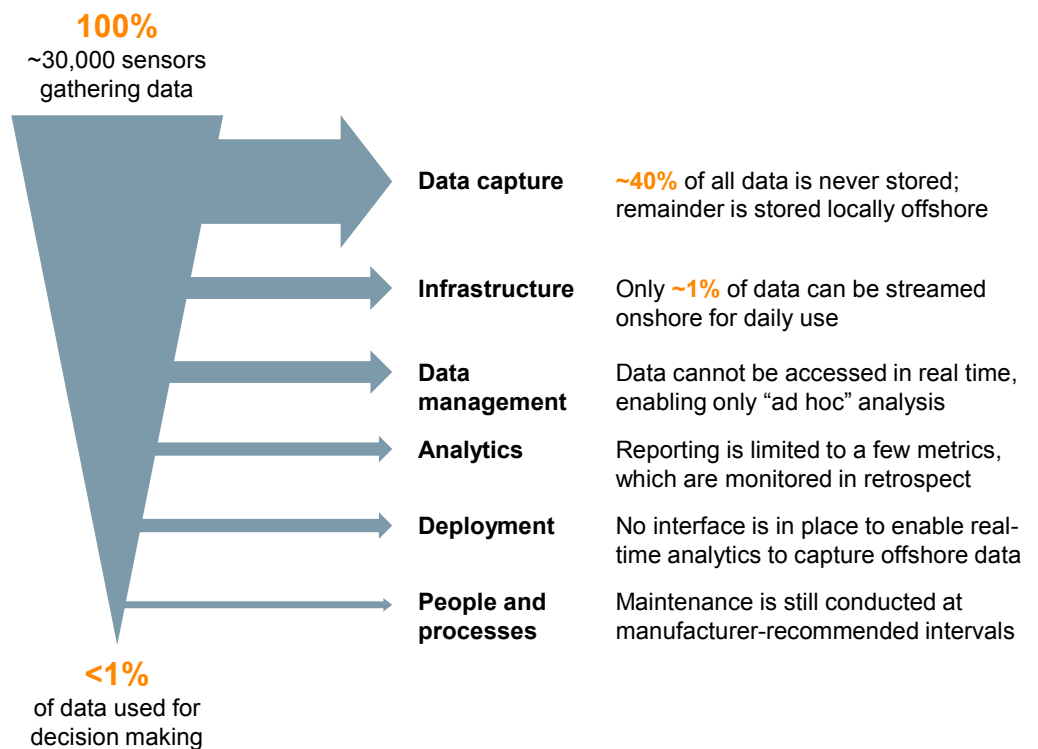 100%
~30,000 sensors
gathering data
Data capture
~40% of all data is never stored;
remainder is stored locally offshore
Infrastructure
Only ~1% of data can be streamed
onshore for daily use
Data
management
Data cannot be accessed in real time,
enabling only “ad hoc” analysis
Analytics
Reporting is limited to a few metrics,
which are monitored in retrospect
Deployment
No interface is in place to enable real-
time analytics to capture offshore data
People and
processes
Maintenance is still conducted at
manufacturer-recommended intervals
<1%
of data used for
decision making